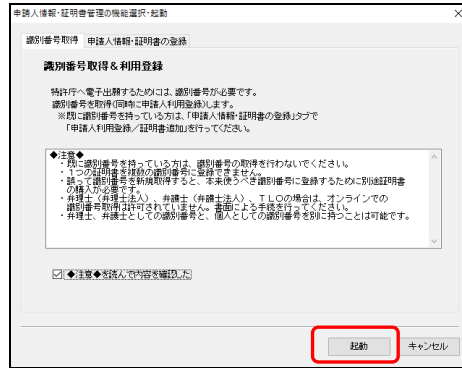 申請人情報・証明書管理の機能選択・起動
識別番号取得 申請人情報・証明書の登録
識別番号取得＆利用登録
特許庁へ電子出願するためには、識別番号が必要です。
識別番号を取得(同時に申請人利用登録)します。
※既に識別番号を持っている方は、「申請人情報・証明書の登録」タブで
「申請人利用登録／証明書追加」を行ってください。
◆注意◆
・既に識別番号を持っている方は、識別番号の取得を行わないでください。
・１つの証明書を複数の識別番号に登録できません。
・誤って識別番号を新規取得すると、本来使うべき識別番号に登録するために別途証明書
の購入が必要です。
・弁理士（弁理士法人）、弁護士（弁護士法人）、ＴＬＯの場合は、オンラインでの
識別番号取得は許可されていません。書面による手続を行ってください。
・弁理士、弁護士としての識別番号と、個人としての識別番号を別に持つことは可能です。
◆注意◆を読んで内容を確認した
起動 キャンセル